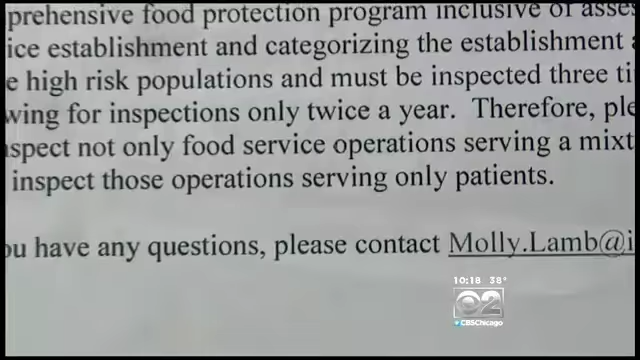 prehensive food protection program inclusive of asses
ice establishment and categorizing the establishment a
e high risk populations and must be inspected three ti
wing for inspections only twice a year. Therefore, ple
spect not only food service operations serving a mixt
inspect those operations serving only patients.
ou have any questions, please contact Molly.Lamb@i
10:18 38°
2
@CBSChicago